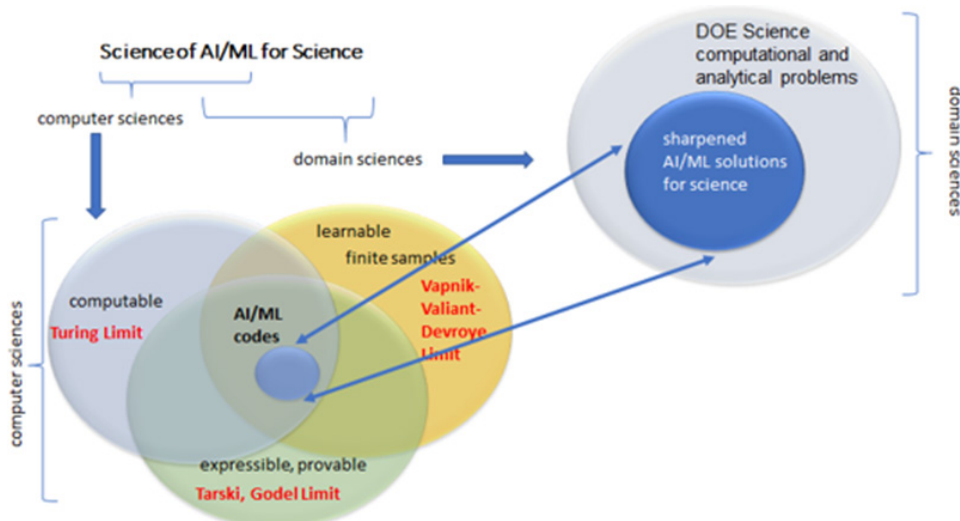 Science of AI/ML for Science
computer sciences
domain sciences
DOE Science
computational and
analytical problems
sharpened
AI/ML solutions
for science
domain sciences
learnable
finite samples
Vapnik-
Valiant-
Devroye
Limit
computable
Turing Limit
AI/ML
codes
expressible, provable
Tarski, Godel Limit
computer sciences